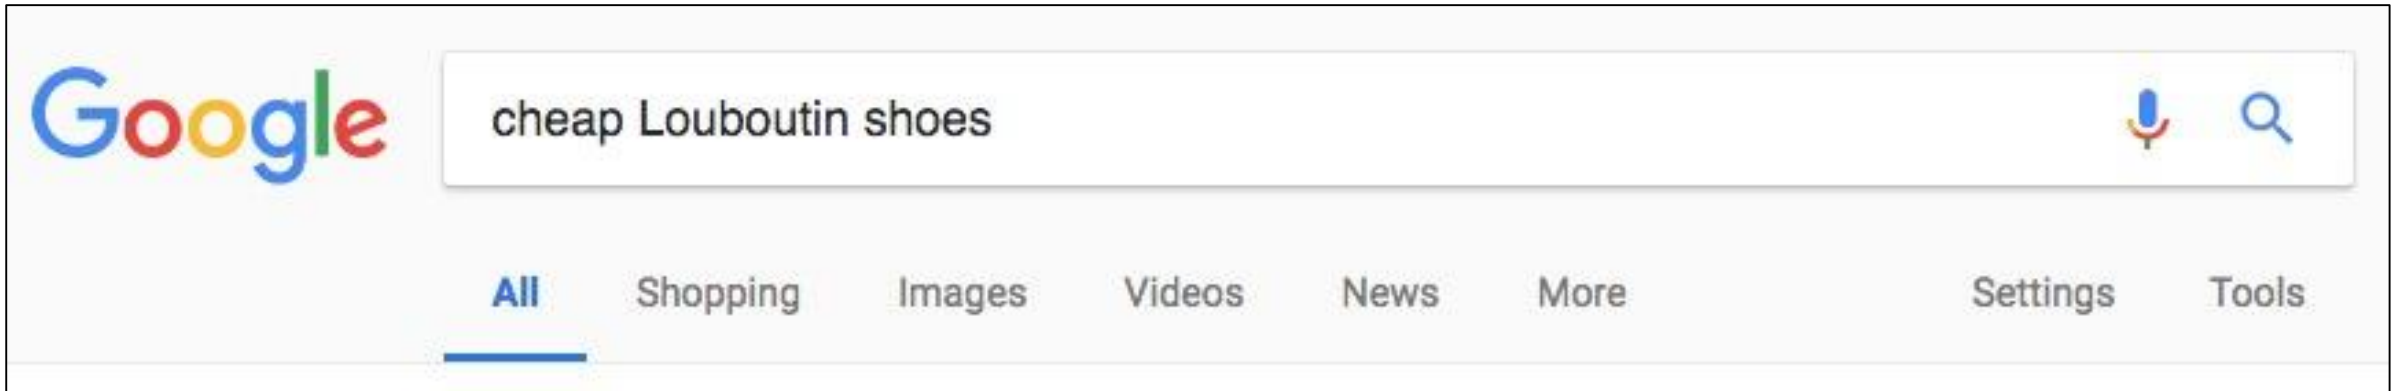 Google cheap Louboutin shoes
All Shopping Images Videos News More Settings Tools